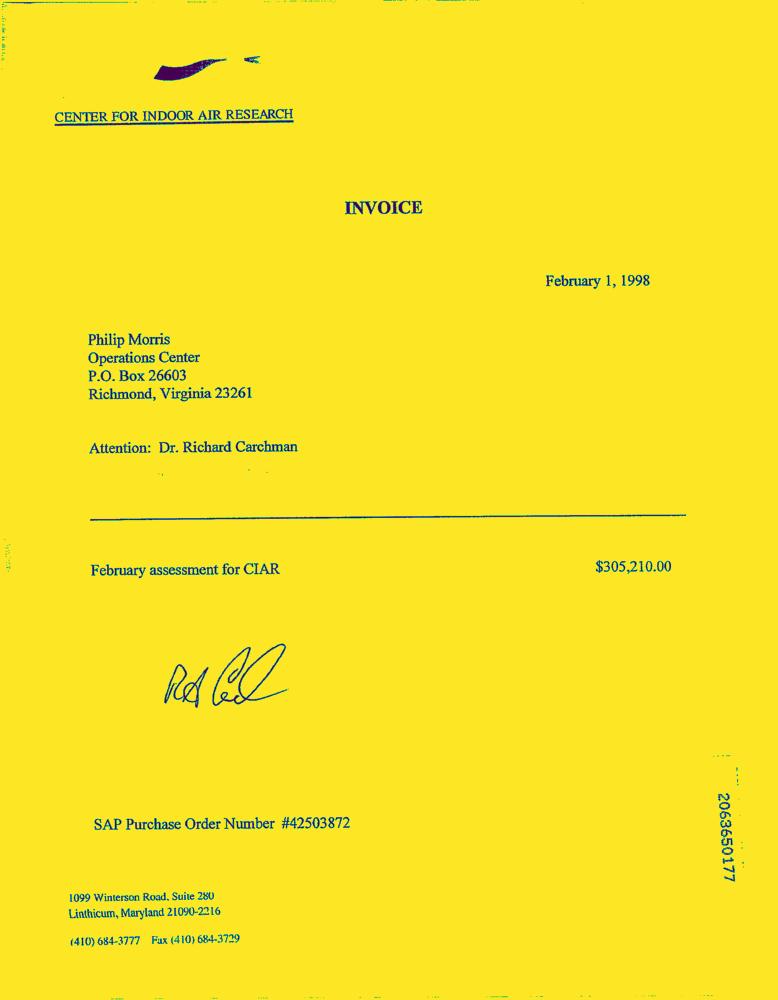 CENTER FOR INDOOR AIR RESEARCH
INVOICE
February 1, 1998
Philip Morris
Operations Center
P.O. Box 26603
Richmond, Virginia 23261
Attention: Dr. Richard Carchman
February assessment for CIAR
$305,210.00
SAP Purchase Order Number #42503872
2063650177
1099 Winterson Road, Suite 280
Linthicum, Maryland 21090-2216
(410) 684-3777 Fax (410) 684-3729